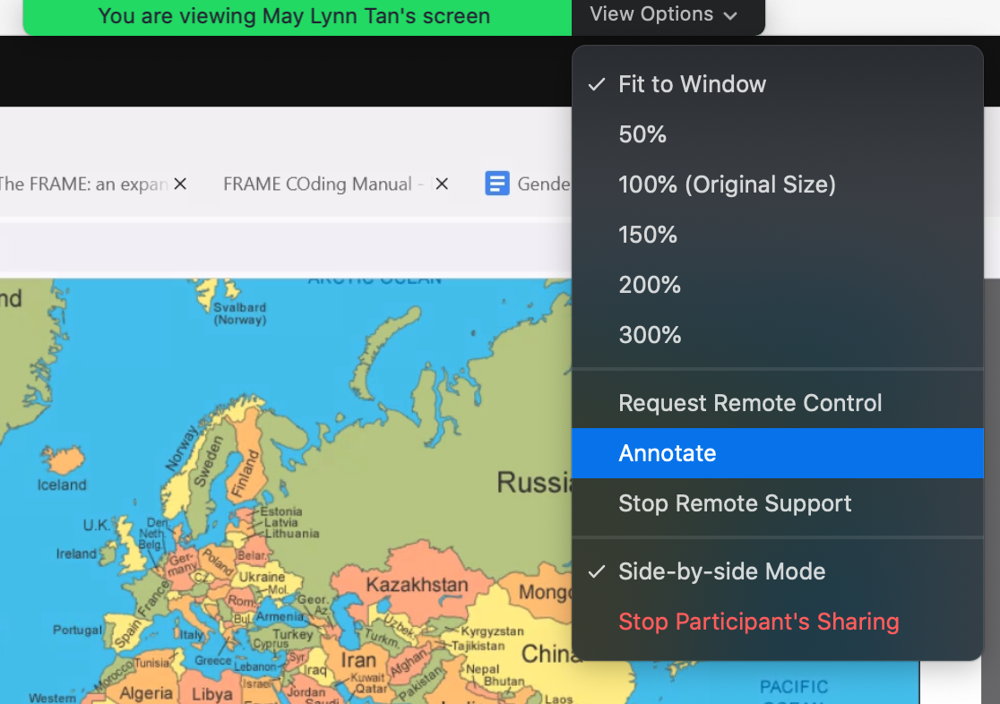 You are viewing May Lynn Tan's screen
View Options
Fit to Window
50%
100% (Original Size)
150%
200%
300%
Request Remote Control
Annotate
Stop Remote Support
Side-by-side Mode
Stop Participant's Sharing
The FRAME: an expan
FRAME COding Manual -
Gende
ARCTIC OCEAN
nd
Svalbard
(Norway)
Norway
Sweden
Finland
Iceland
Russia
Estonia
Latvia
Lithuania
U.K.
Den.
Neth.
Belg.
Ireland
Ger-
many
Poland
Belar.
CZ
Ukraine
Mol.
Kazakhstan
Mongo
France
Rom.
Geor.
Az
Bul.
Armenia
Uzbek.
Kyrgyzstan
Portugal
Spain
Italy
Turkey
Turkm.
Tajikistan
China
Greece
Cyprus
Lebanon
Syr.
Iraq
Iran
Afghan.
Morocco
Tunisia
Israel
Kuwait
Qatar
Pakistan
Nepal
Bhutan
Western
Algeria
Libya
Jordan
Saudi
Laos
PACIFIC
OCEAN